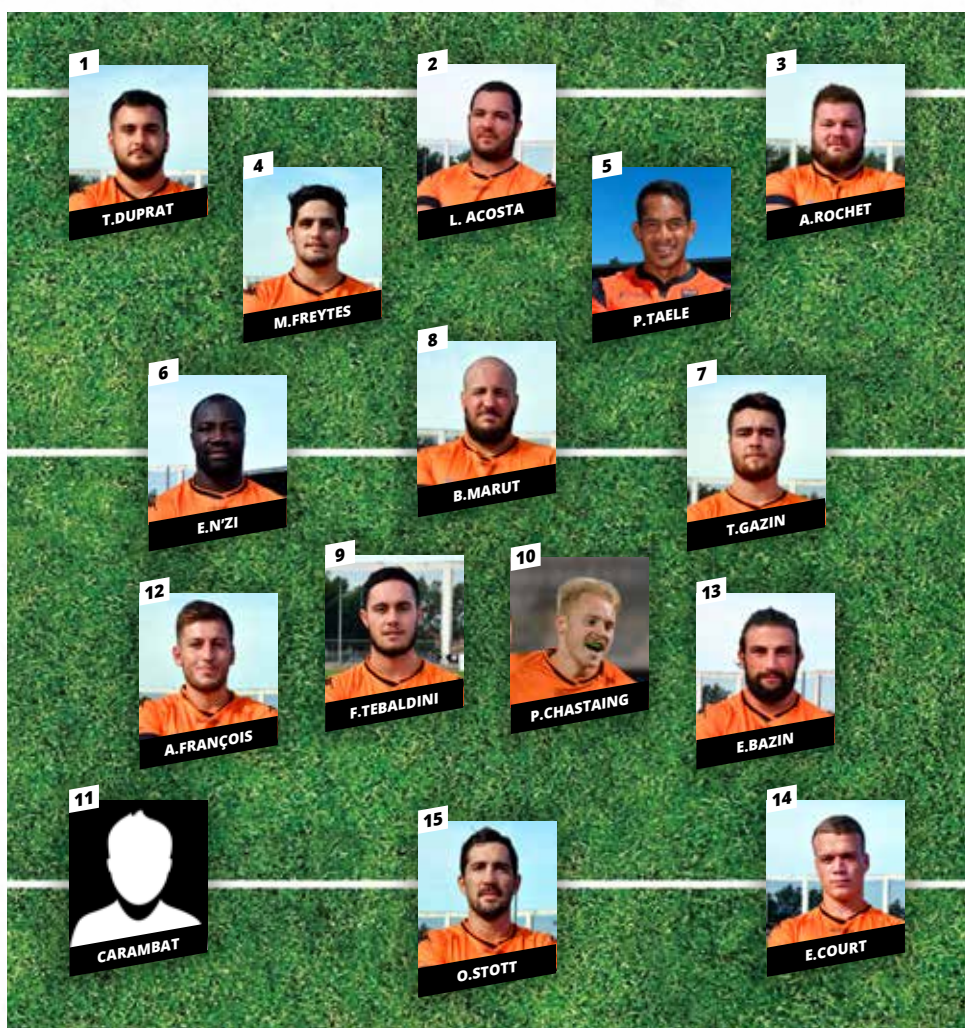 1
T.DUPRAT
2
L. ACOSTA
3
A.ROCHET
4
M.FREYTES
5
P.TAELE
6
E.N'ZI
8
B.MARUT
7
T.GAZIN
12
A.FRANÇOIS
9
F.TEBALDINI
10
P.CHASTAING
13
E.BAZIN
11
CARAMBAT
15
O.STOTT
14
E.COURT